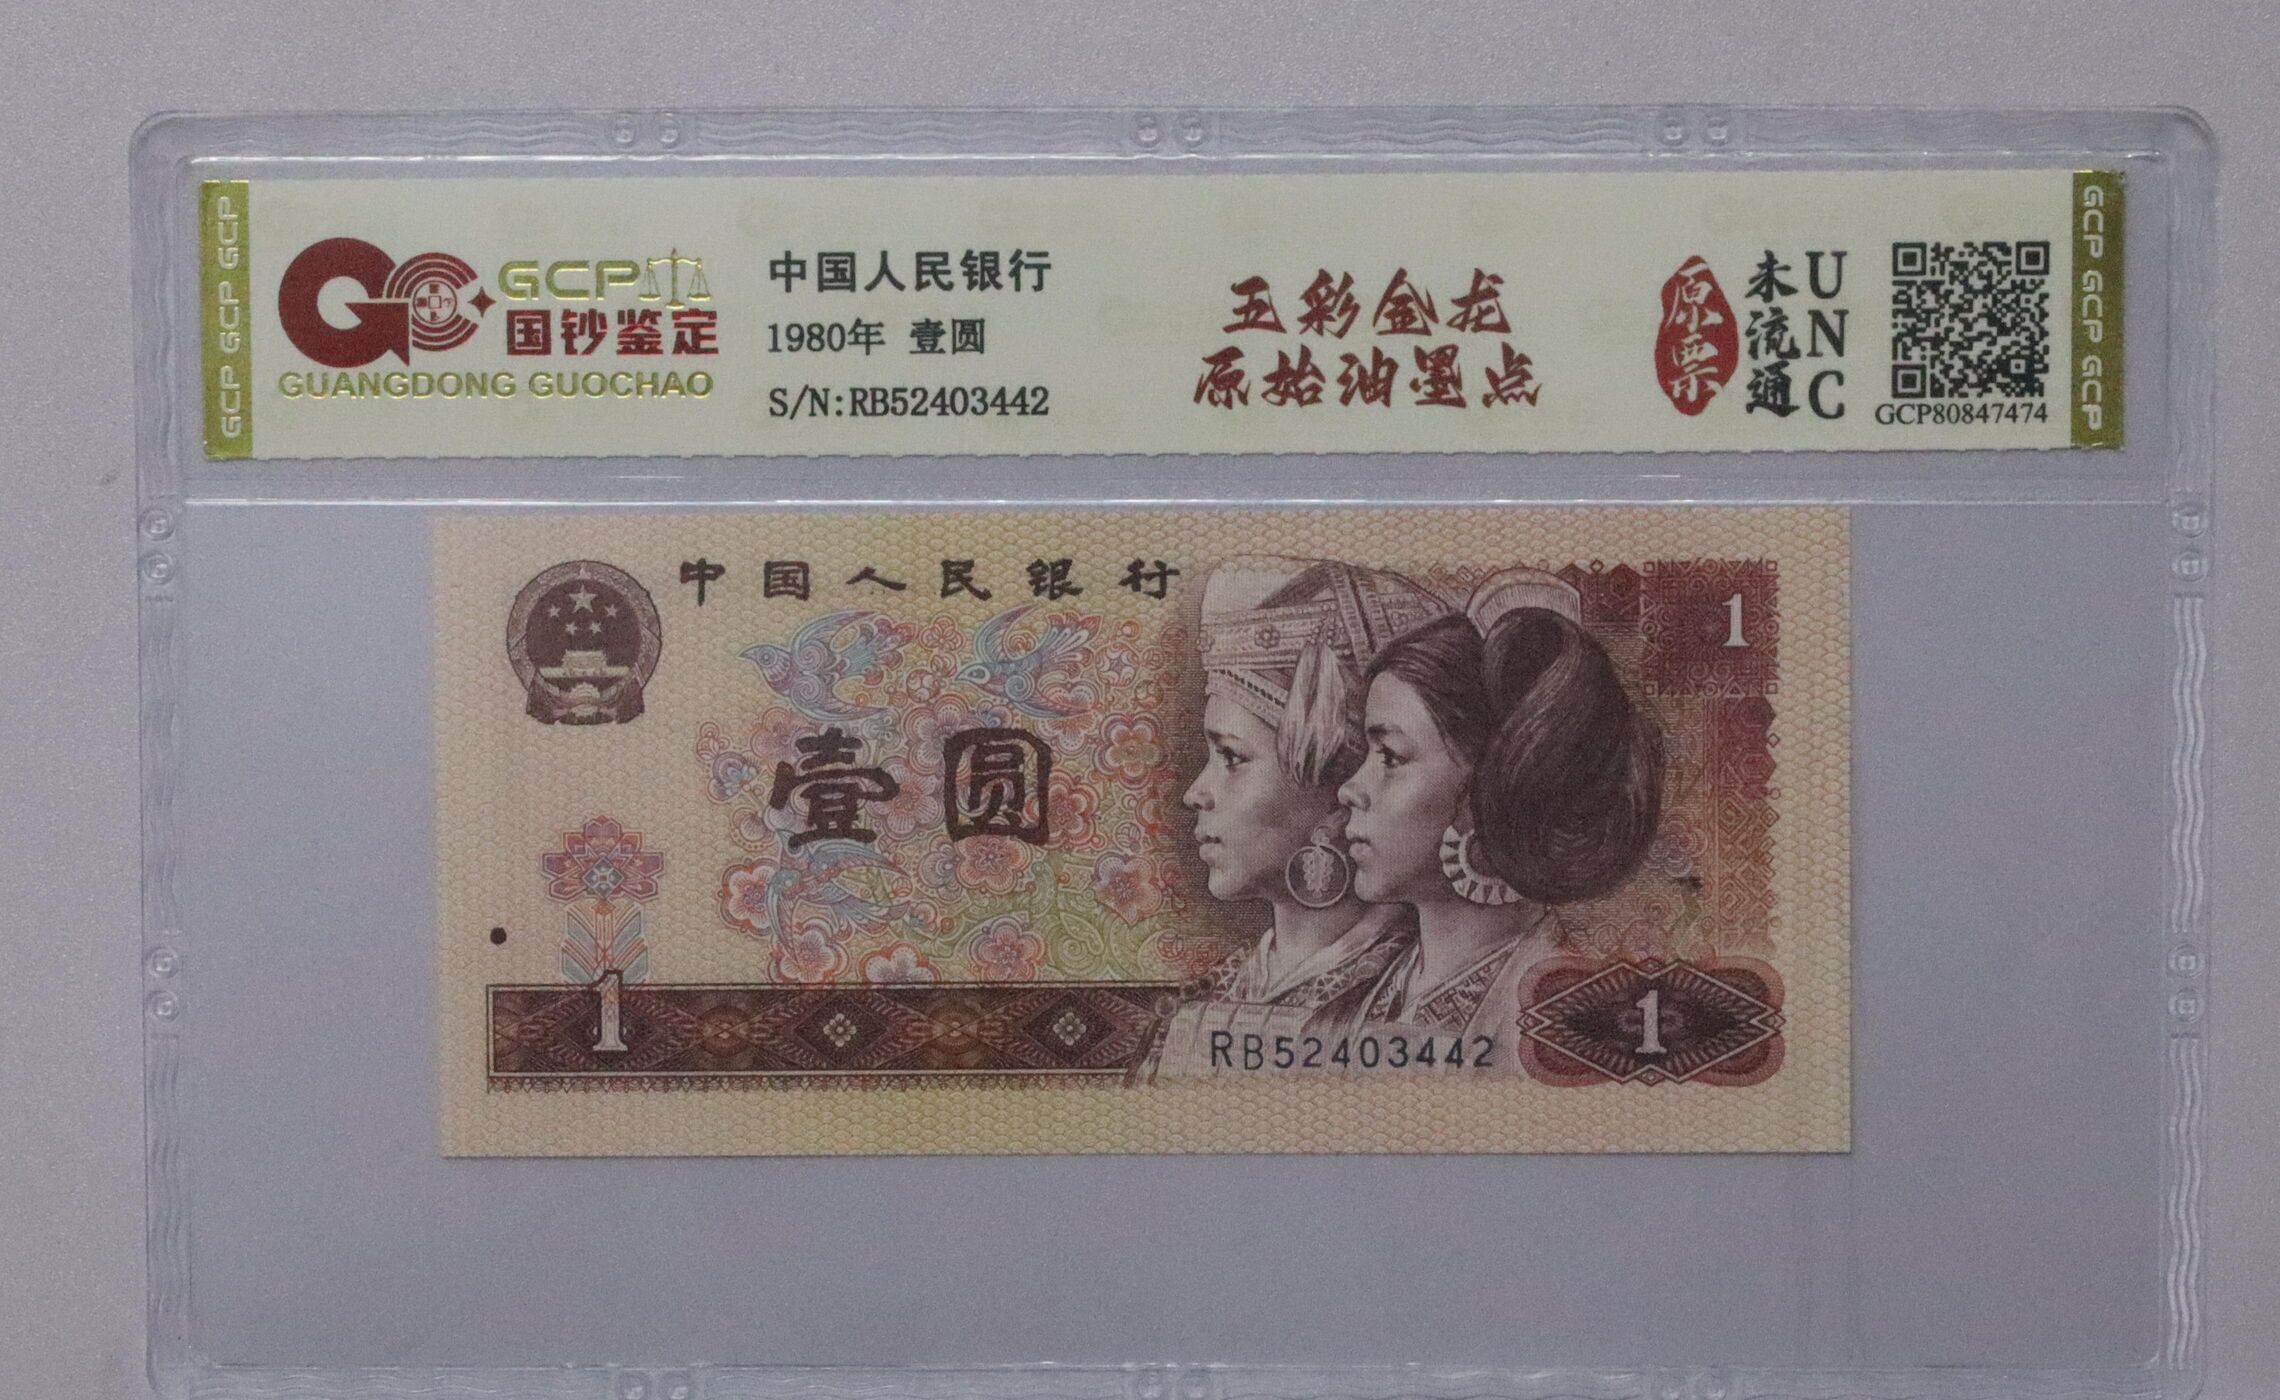 GCP GCP GCP
GCP
国钞鉴定
GUANGDONG GUOCHAO
中国人民银行
1980年 壹圆
S/N:RB52403442
五彩金龙
原始油墨点
原票
未流通
UNC
GCP80847474
GCP GCP GCP
中国人民银行
1
壹圆
1
RB52403442
1